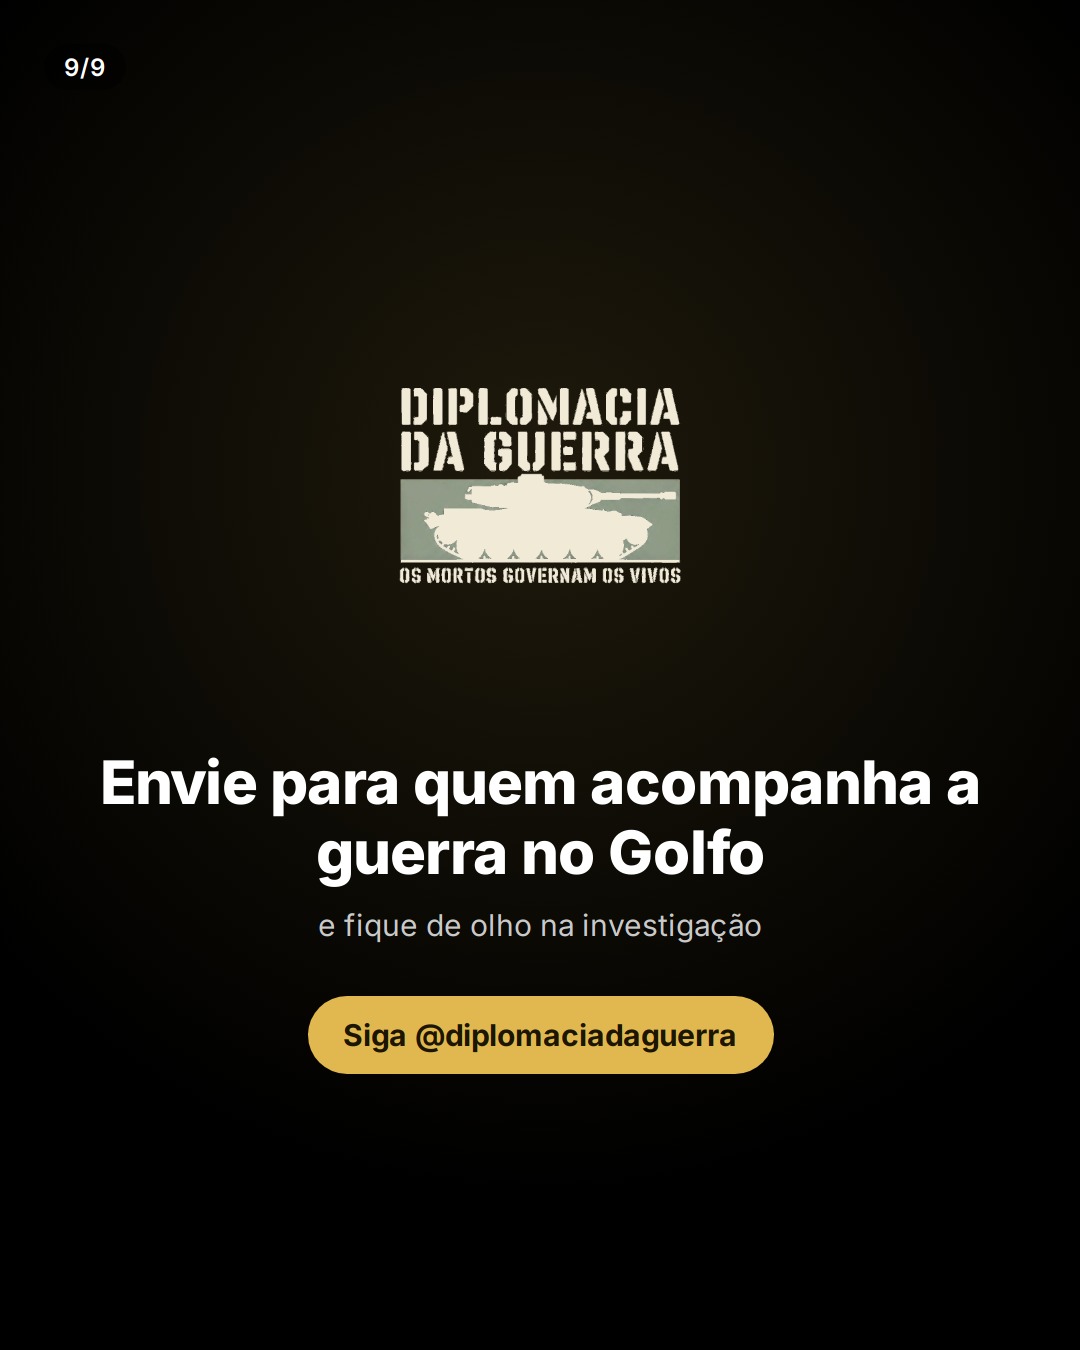 9/9
DIPLOMACIA
DA GUERRA
OS MORTOS GOVERNAM OS VIVOS
Envie para quem acompanha a
guerra no Golfo
e fique de olho na investigação
Siga @diplomaciadaguerra